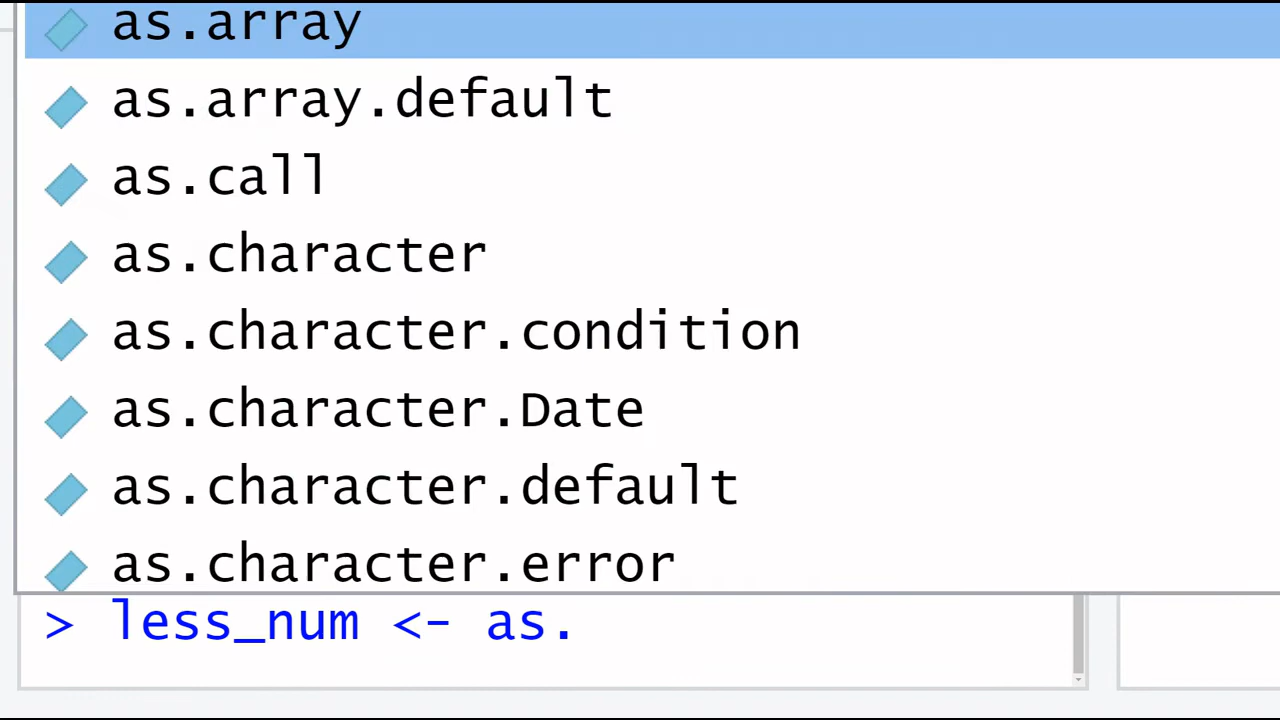 as.array
as.array.default
as.call
as.character
as.character.condition
as.character.Date
as.character.default
as.character.error
> less_num <- as.